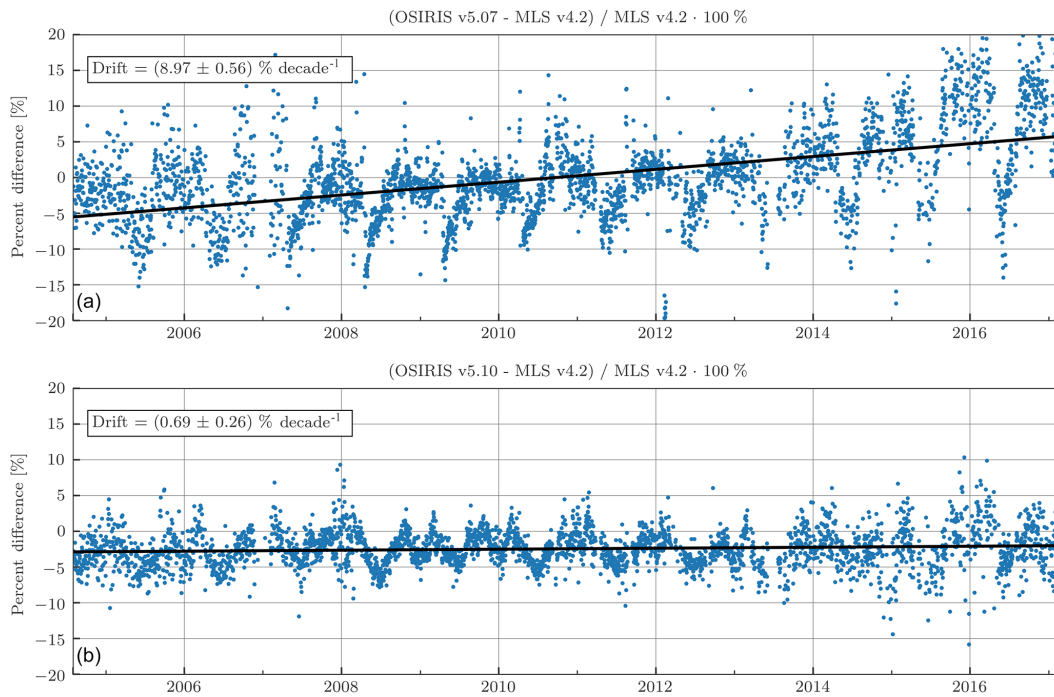 (OSIRIS v5.07 - MLS v4.2) / MLS v4.2 · 100 %
Percent difference [%]
20
15
10
5
0
−5
−10
−15
−20
Drift = (8.97 ± 0.56) % decade⁻¹
(a)
2006 2008 2010 2012 2014 2016
(OSIRIS v5.10 - MLS v4.2) / MLS v4.2 · 100 %
Percent difference [%]
20
15
10
5
0
−5
−10
−15
−20
Drift = (0.69 ± 0.26) % decade⁻¹
(b)
2006 2008 2010 2012 2014 2016